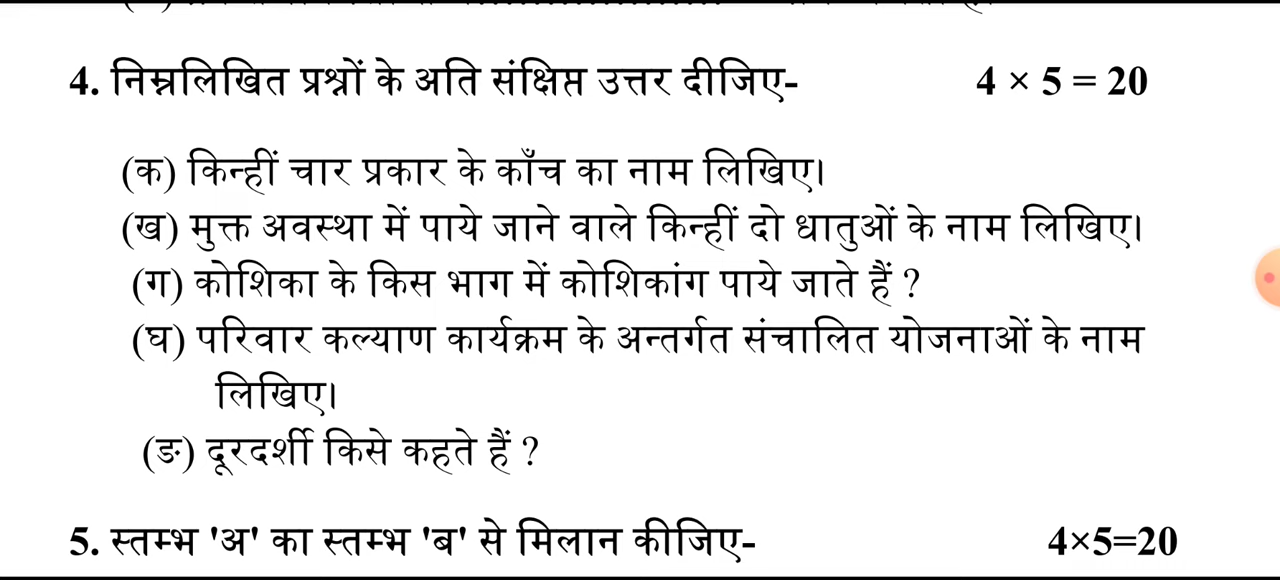 4. निम्नलिखित प्रश्नों के अति संक्षिप्त उत्तर दीजिए- 4 × 5 = 20
(क) किन्हीं चार प्रकार के काँच का नाम लिखिए।
(ख) मुक्त अवस्था में पाये जाने वाले किन्हीं दो धातुओं के नाम लिखिए।
(ग) कोशिका के किस भाग में कोशिकांग पाये जाते हैं ?
(घ) परिवार कल्याण कार्यक्रम के अन्तर्गत संचालित योजनाओं के नाम
लिखिए।
(ङ) दूरदर्शी किसे कहते हैं ?
5. स्तम्भ 'अ' का स्तम्भ 'ब' से मिलान कीजिए- 4×5=20